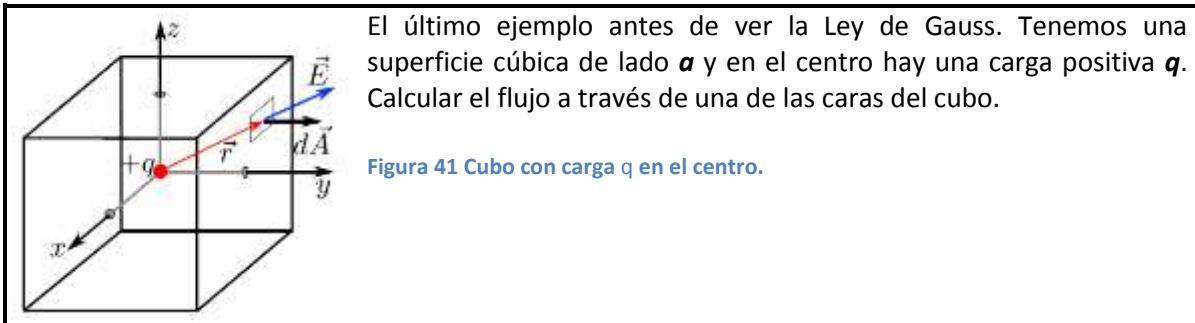 El último ejemplo antes de ver la Ley de Gauss. Tenemos una
superficie cúbica de lado a y en el centro hay una carga positiva q.
Calcular el flujo a través de una de las caras del cubo.
Figura 41 Cubo con carga q en el centro.
z
E⃗
dA⃗
r⃗
+q
y
x